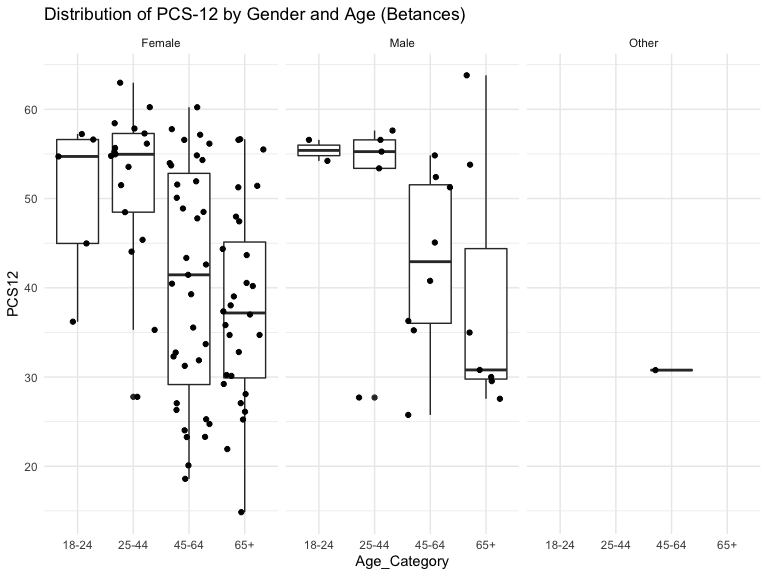 Distribution of PCS-12 by Gender and Age (Betances)
Female Male Other
PCS12
60
50
40
30
20
18-24 25-44 45-64 65+ 18-24 25-44 45-64 65+ 18-24 25-44 45-64 65+
Age_Category